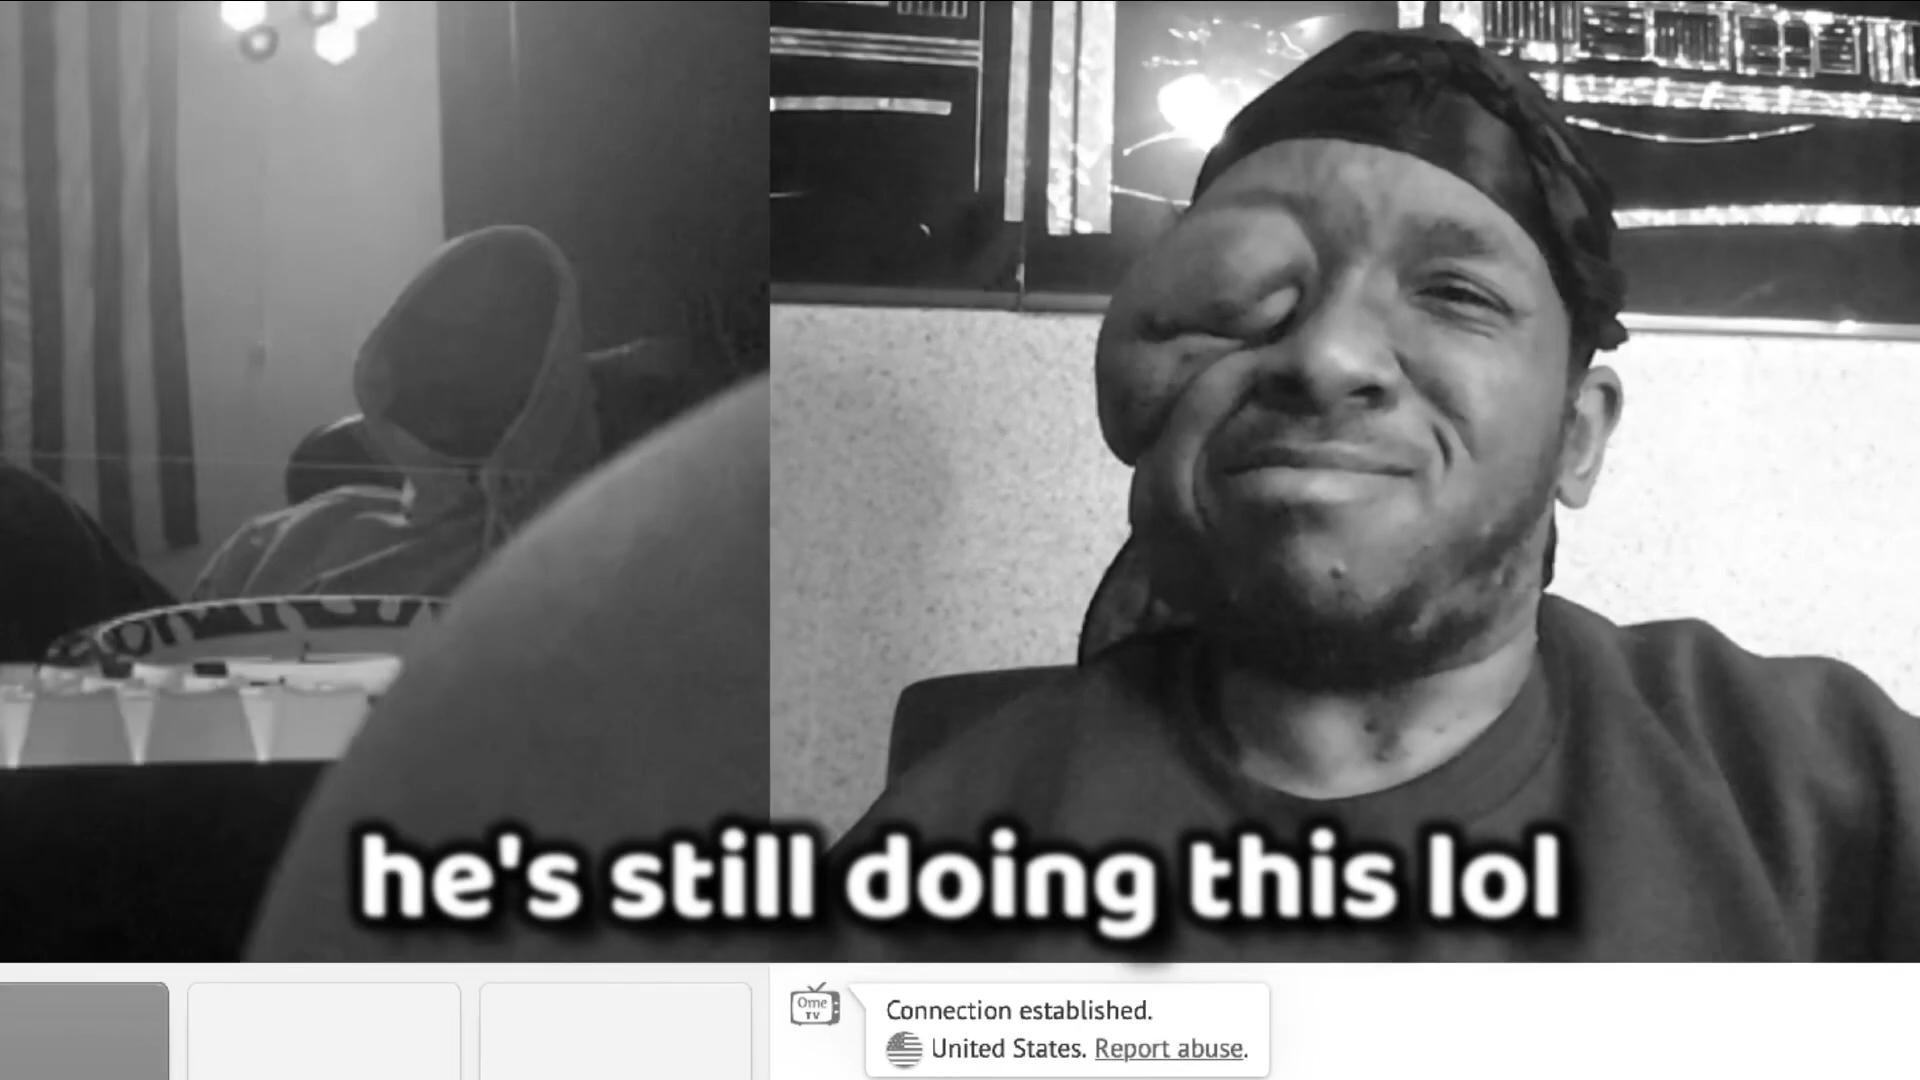 he's still doing this lol
Ome
TV
Connection established.
United States. Report abuse.